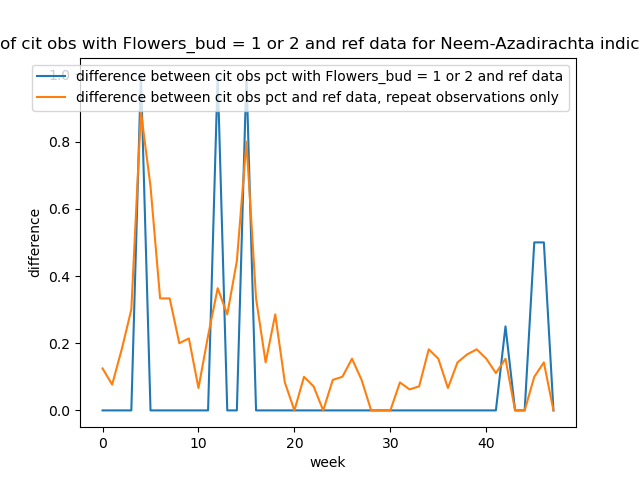 of cit obs with Flowers_bud = 1 or 2 and ref data for Neem-Azadirachta indic
difference between cit obs pct with Flowers_bud = 1 or 2 and ref data
difference between cit obs pct and ref data, repeat observations only
1.0
0.8
0.6
0.4
0.2
0.0
difference
0
10
20
30
40
week